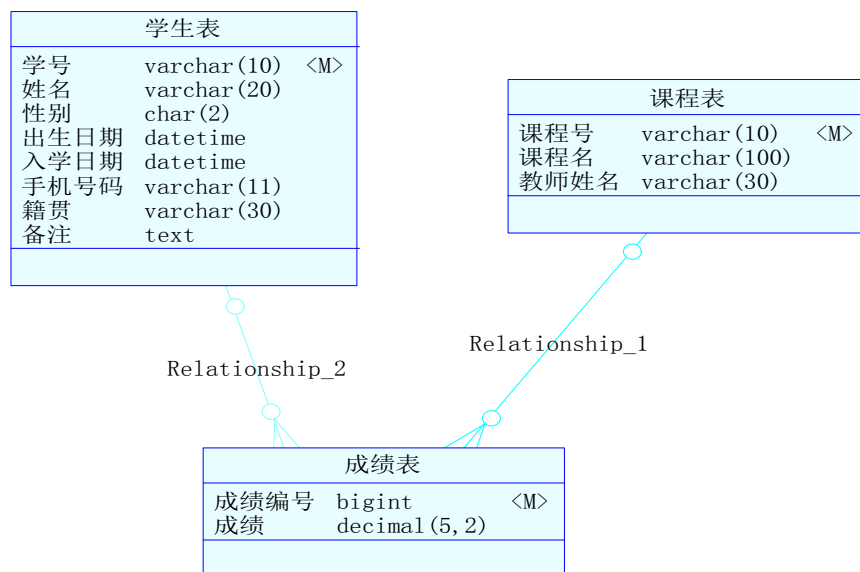 学生表
学号 varchar(10) <M>
姓名 varchar(20)
性别 char(2)
出生日期 datetime
入学日期 datetime
手机号码 varchar(11)
籍贯 varchar(30)
备注 text
课程表
课程号 varchar(10) <M>
课程名 varchar(100)
教师姓名 varchar(30)
Relationship_1
Relationship_2
成绩表
成绩编号 bigint <M>
成绩 decimal(5,2)